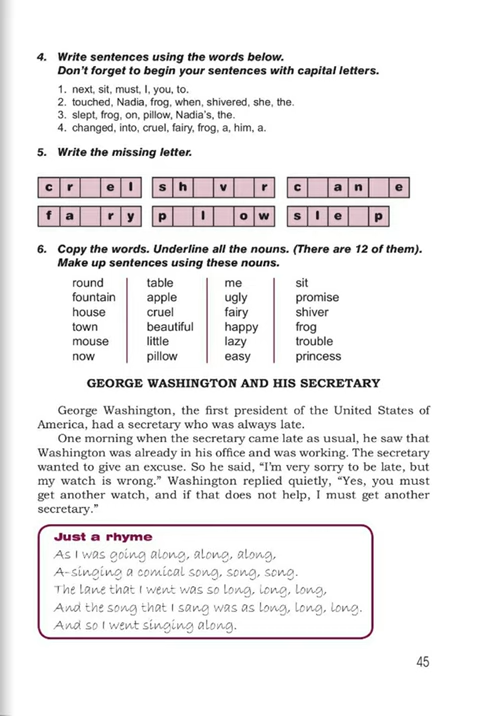 4. Write sentences using the words below.
Don't forget to begin your sentences with capital letters.
1. next, sit, must, I, you, to.
2. touched, Nadia, frog, when, shivered, she, the.
3. slept, frog, on, pillow, Nadia's, the.
4. changed, into, cruel, fairy, frog, a, him, a.
5. Write the missing letter.
c r e l s h v r c a n e
f a r y p l o w s l e p
6. Copy the words. Underline all the nouns. (There are 12 of them).
Make up sentences using these nouns.
round table me sit
fountain apple ugly promise
house cruel fairy shiver
town beautiful happy frog
mouse little lazy trouble
now pillow easy princess
GEORGE WASHINGTON AND HIS SECRETARY
George Washington, the first president of the United States of
America, had a secretary who was always late.
One morning when the secretary came late as usual, he saw that
Washington was already in his office and was working. The secretary
wanted to give an excuse. So he said, "I'm very sorry to be late, but
my watch is wrong." Washington replied quietly, "Yes, you must
get another watch, and if that does not help, I must get another
secretary."
Just a rhyme
As I was going along, along, along,
A-singing a comical song, song, song.
The lane that I went was so long, long, long,
And the song that I sang was as long, long, long.
And so I went singing along.
45